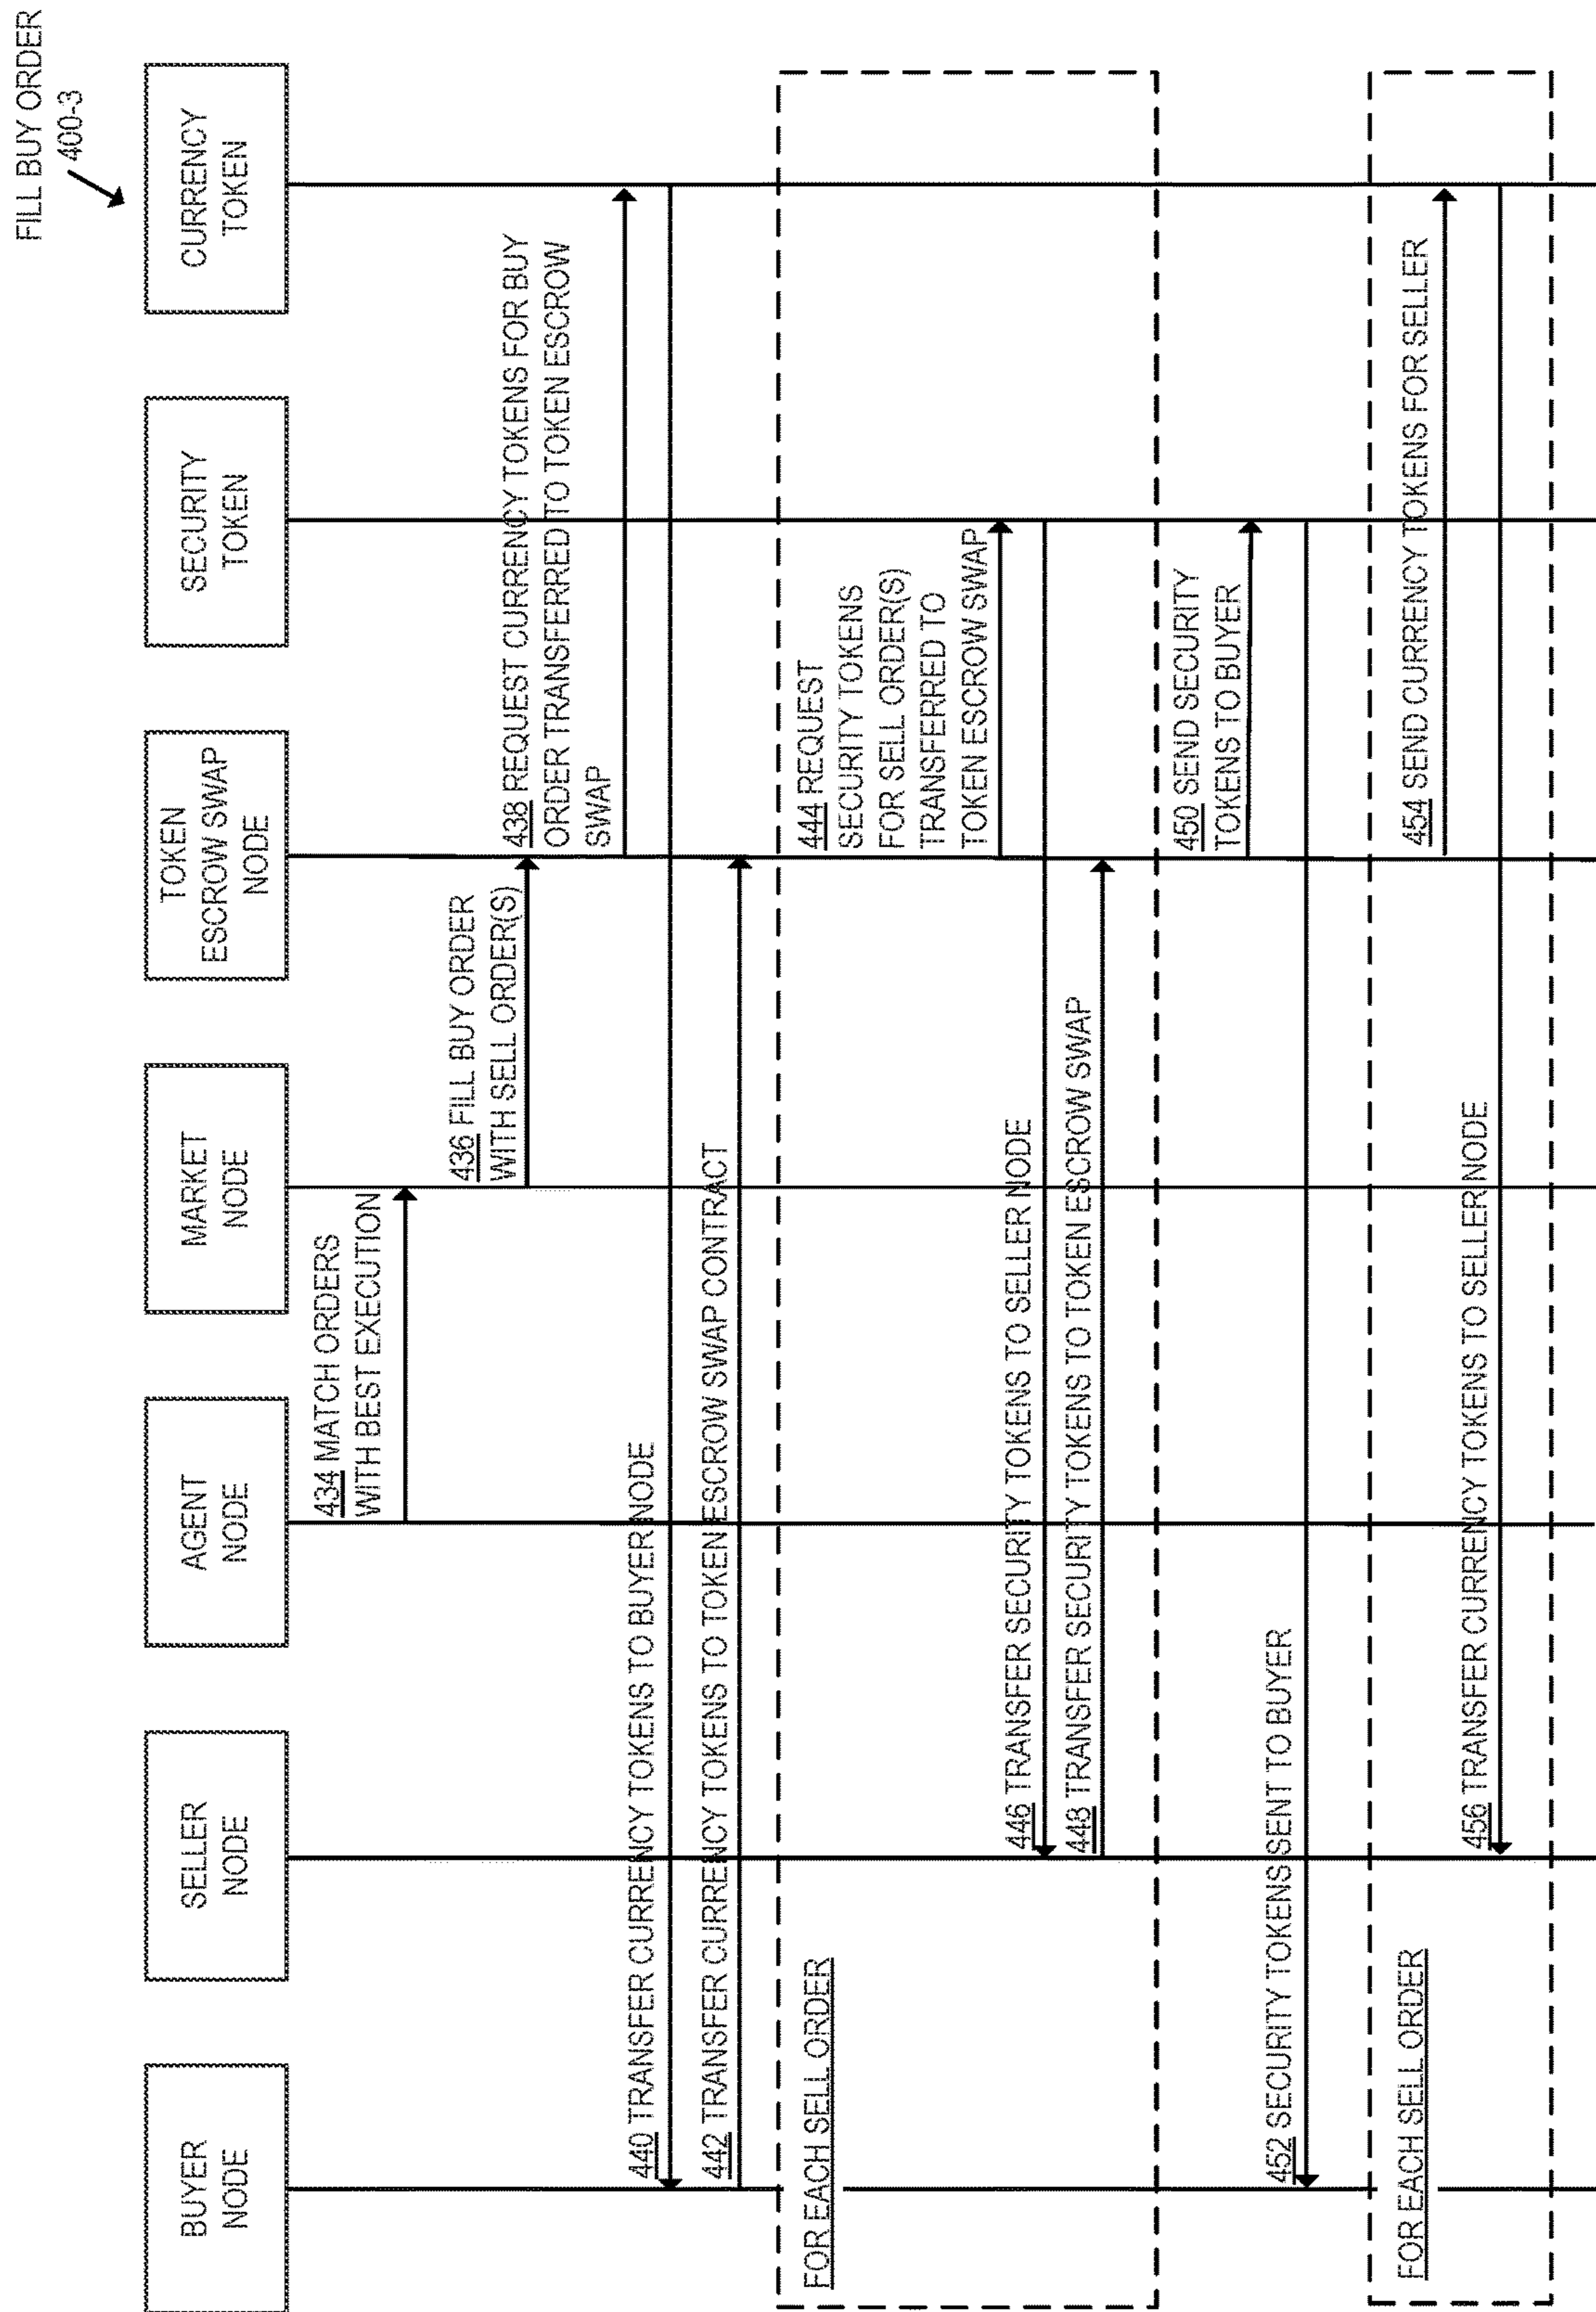 FILL BUY ORDER
400-3
BUYER
NODE
SELLER
NODE
AGENT
NODE
MARKET
NODE
TOKEN
ESCROW SWAP
NODE
SECURITY
TOKEN
CURRENCY
TOKEN
434 MATCH ORDERS
WITH BEST EXECUTION
436 FILL BUY ORDER
WITH SELL ORDER(S)
438 REQUEST CURRENCY TOKENS FOR BUY
ORDER TRANSFERRED TO TOKEN ESCROW
SWAP
440 TRANSFER CURRENCY TOKENS TO BUYER NODE
442 TRANSFER CURRENCY TOKENS TO TOKEN ESCROW SWAP CONTRACT
FOR EACH SELL ORDER
444 REQUEST
SECURITY TOKENS
FOR SELL ORDER(S)
TRANSFERRED TO
TOKEN ESCROW SWAP
446 TRANSFER SECURITY TOKENS TO SELLER NODE
448 TRANSFER SECURITY TOKENS TO TOKEN ESCROW SWAP
450 SEND SECURITY
TOKENS TO BUYER
452 SECURITY TOKENS SENT TO BUYER
FOR EACH SELL ORDER
454 SEND CURRENCY TOKENS FOR SELLER
456 TRANSFER CURRENCY TOKENS TO SELLER NODE